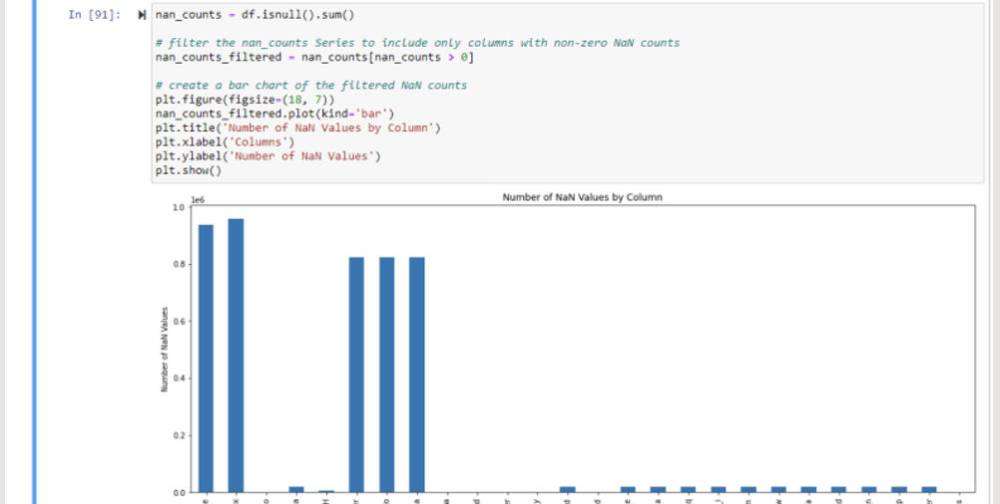 In [91]:
nan_counts = df.isnull().sum()
# filter the nan_counts Series to include only columns with non-zero NaN counts
nan_counts_filtered = nan_counts[nan_counts > 0]
# create a bar chart of the filtered NaN counts
plt.figure(figsize=(18, 7))
nan_counts_filtered.plot(kind='bar')
plt.title('Number of NaN Values by Column')
plt.xlabel('Columns')
plt.ylabel('Number of NaN Values')
plt.show()
Number of NaN Values by Column
1e6
1.0
0.8
0.6
0.4
0.2
0.0
Number of NaN Values